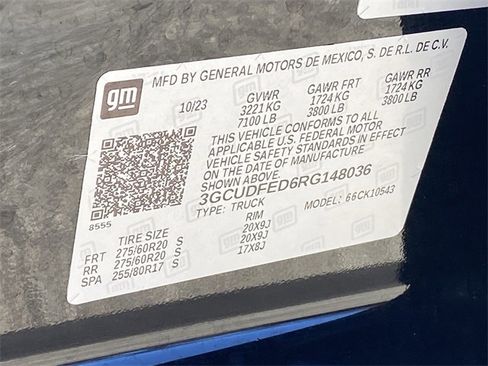 gm
MFD BY GENERAL MOTORS DE MEXICO, S. DE R.L. DE C.V.
10/23 GVWR GAWR FRT GAWR RR
3221 KG 1724 KG 1724 KG
7100 LB 3800 LB 3800 LB
THIS VEHICLE CONFORMS TO ALL
APPLICABLE U.S. FEDERAL MOTOR
VEHICLE SAFETY STANDARDS IN EFFECT
ON THE DATE OF MANUFACTURE
SHOWN ABOVE.
3GCUDFED6RG148036
TYPE: TRUCK MODEL: 66CK10543
8555
TIRE SIZE RIM
FRT 275/60R20 S 20X9J
RR 275/60R20 S 20X9J
SPA 255/80R17 S 17X8J